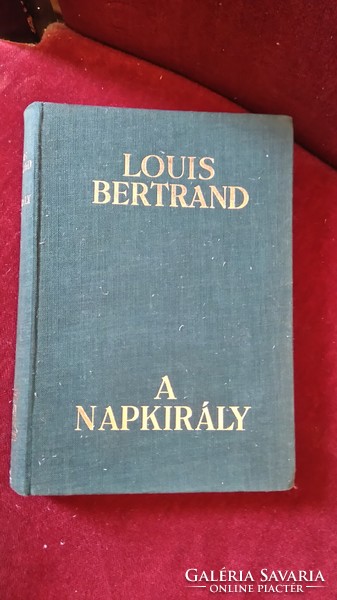 LOUIS
BERTRAND
A
NAPKIRÁLY
GALÉRIA SAVARIA
ONLINE PIACTÉR